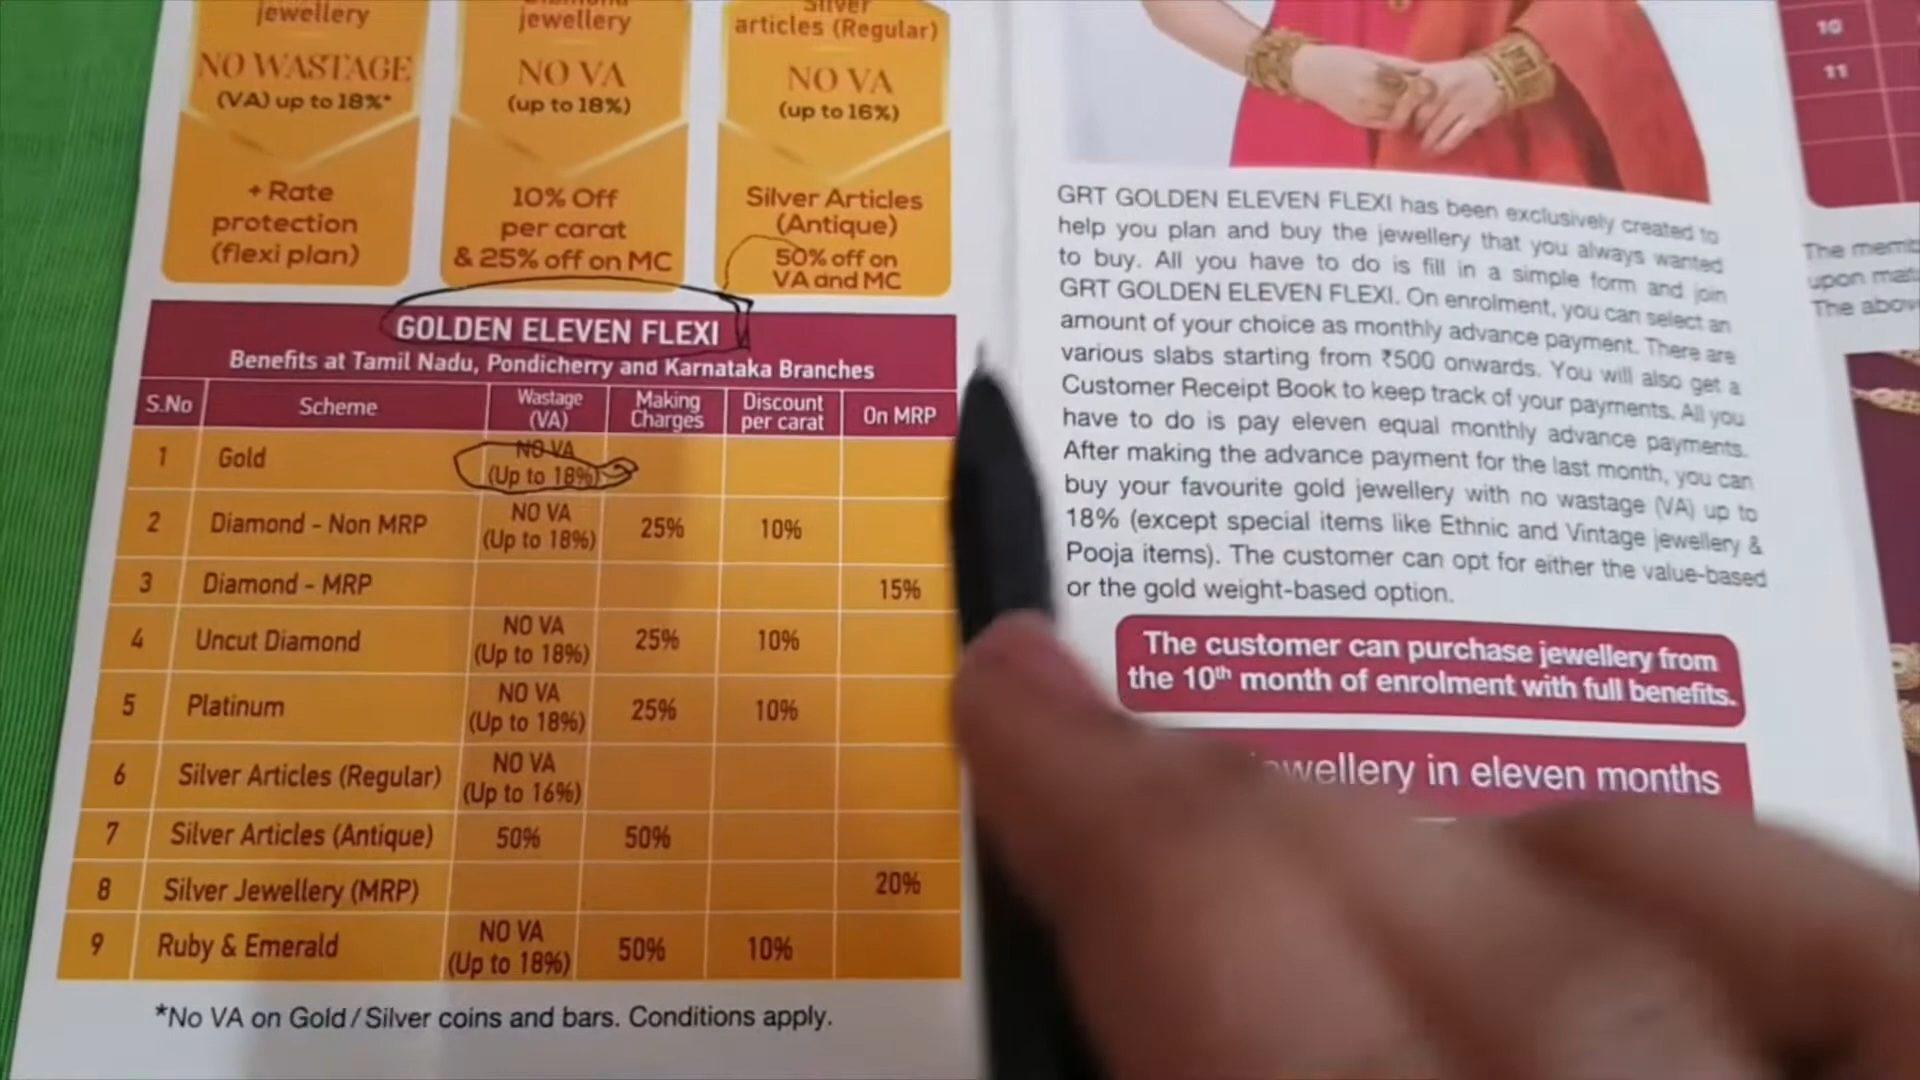 jewellery
NO WASTAGE
(VA) up to 18%*
+ Rate
protection
(flexi plan)
jewellery
NO VA
(up to 18%)
10% Off
per carat
& 25% off on MC
Silver
articles (Regular)
NO VA
(up to 16%)
Silver Articles
(Antique)
50% off on
VA and MC
GOLDEN ELEVEN FLEXI
Benefits at Tamil Nadu, Pondicherry and Karnataka Branches
S.No Scheme Wastage (VA) Making Charges Discount per carat On MRP
1 Gold NO VA (Up to 18%)
2 Diamond - Non MRP NO VA (Up to 18%) 25% 10%
3 Diamond - MRP 15%
4 Uncut Diamond NO VA (Up to 18%) 25% 10%
5 Platinum NO VA (Up to 18%) 25% 10%
6 Silver Articles (Regular) NO VA (Up to 16%)
7 Silver Articles (Antique) 50% 50%
8 Silver Jewellery (MRP) 20%
9 Ruby & Emerald NO VA (Up to 18%) 50% 10%
*No VA on Gold / Silver coins and bars. Conditions apply.
GRT GOLDEN ELEVEN FLEXI has been exclusively created to
help you plan and buy the jewellery that you always wanted
to buy. All you have to do is fill in a simple form and join
GRT GOLDEN ELEVEN FLEXI. On enrolment, you can select an
amount of your choice as monthly advance payment. There are
various slabs starting from ₹500 onwards. You will also get a
Customer Receipt Book to keep track of your payments. All you
have to do is pay eleven equal monthly advance payments.
After making the advance payment for the last month, you can
buy your favourite gold jewellery with no wastage (VA) up to
18% (except special items like Ethnic and Vintage jewellery &
Pooja items). The customer can opt for either the value-based
or the gold weight-based option.
The customer can purchase jewellery from
the 10th month of enrolment with full benefits.
jewellery in eleven months
10
11
The
upon
The